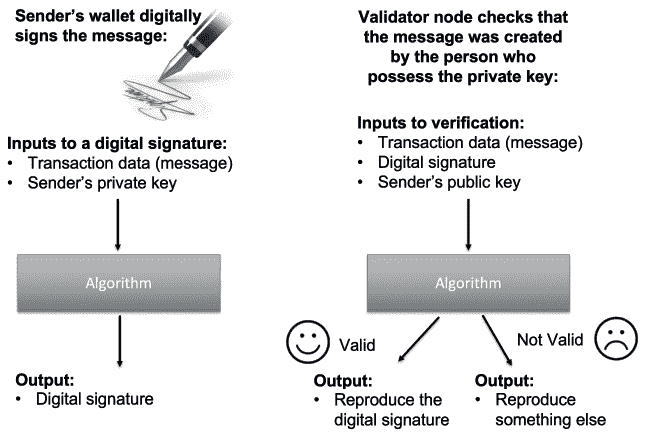 Sender's wallet digitally
signs the message:
Inputs to a digital signature:
• Transaction data (message)
• Sender's private key
Algorithm
Output:
• Digital signature
Validator node checks that
the message was created
by the person who
possess the private key:
Inputs to verification:
• Transaction data (message)
• Digital signature
• Sender's public key
Algorithm
Valid
Not Valid
Output:
• Reproduce the
digital signature
Output:
• Reproduce
something else